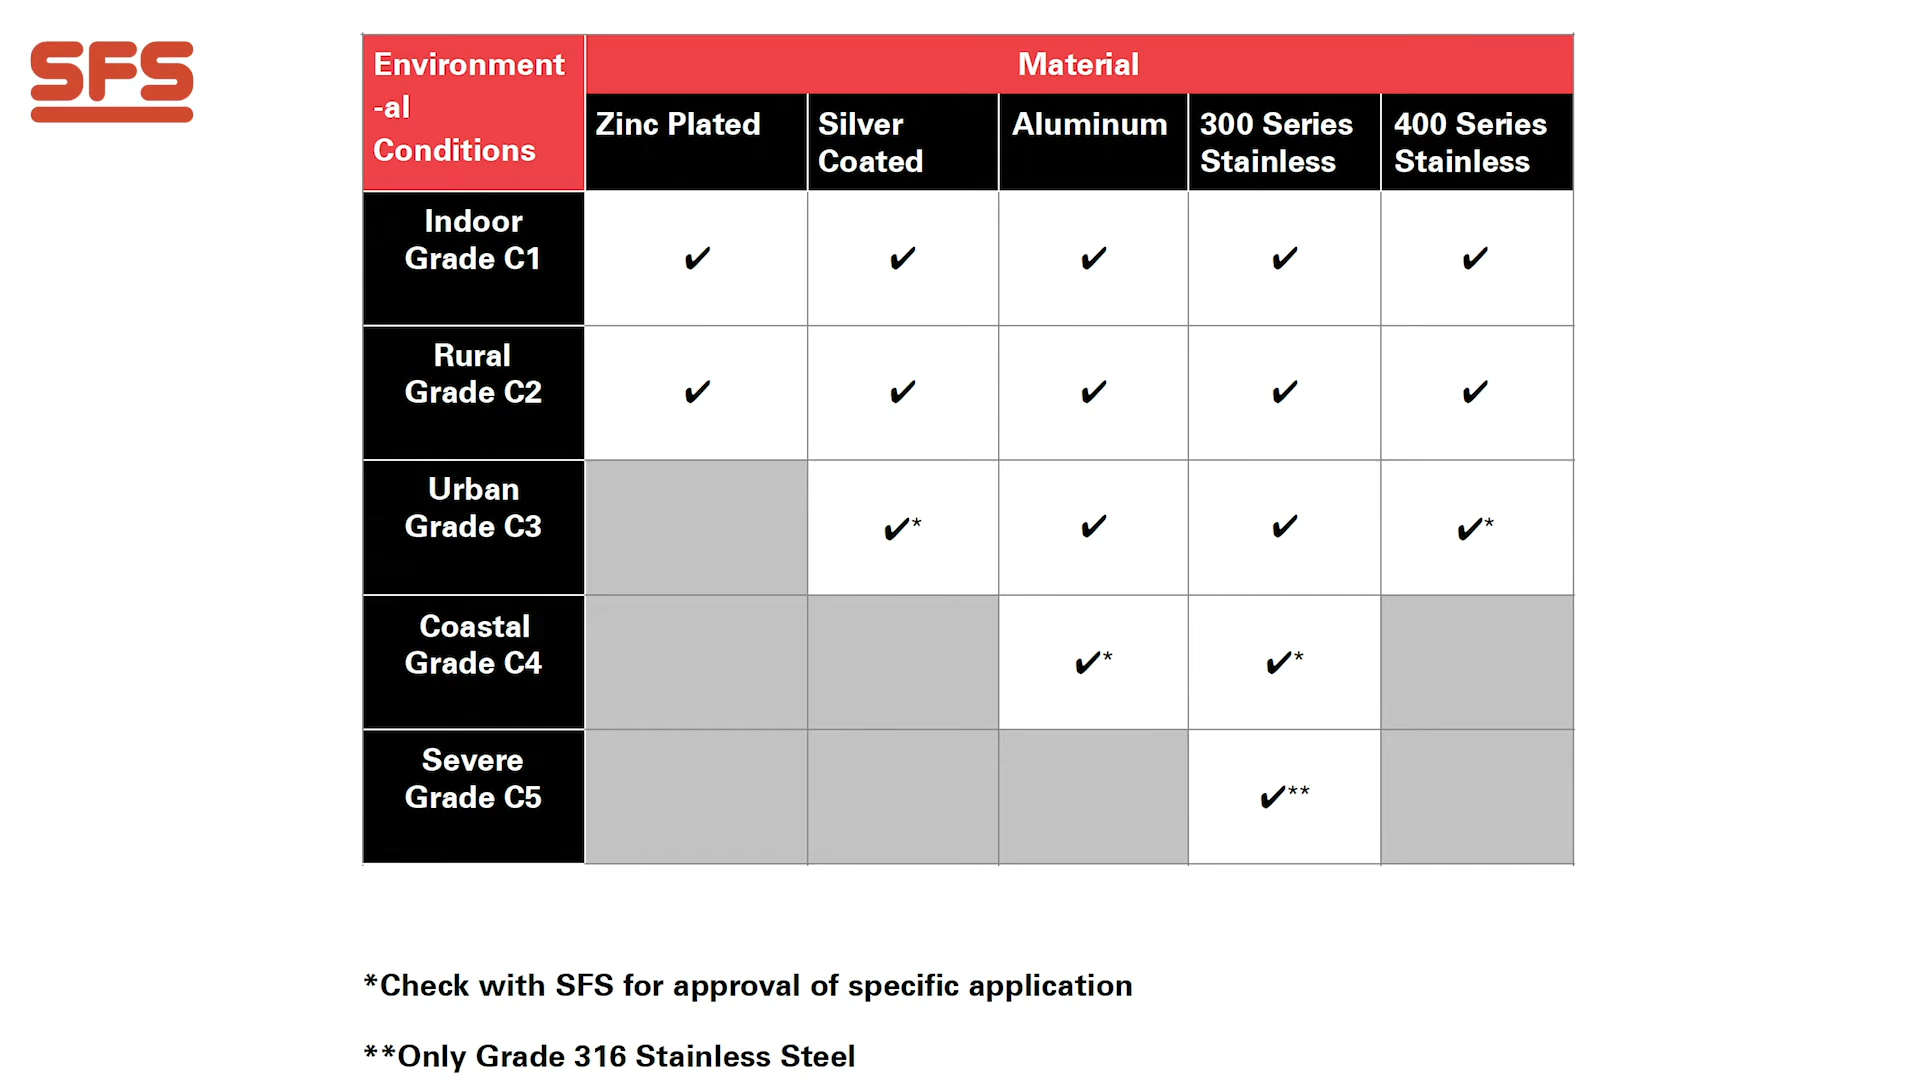 SFS
Environment
-al
Conditions
Material
Zinc Plated
Silver
Coated
Aluminum
300 Series
Stainless
400 Series
Stainless
Indoor
Grade C1
✔ ✔ ✔ ✔ ✔
Rural
Grade C2
✔ ✔ ✔ ✔ ✔
Urban
Grade C3
✔* ✔ ✔ ✔*
Coastal
Grade C4
✔* ✔*
Severe
Grade C5
✔**
*Check with SFS for approval of specific application
**Only Grade 316 Stainless Steel